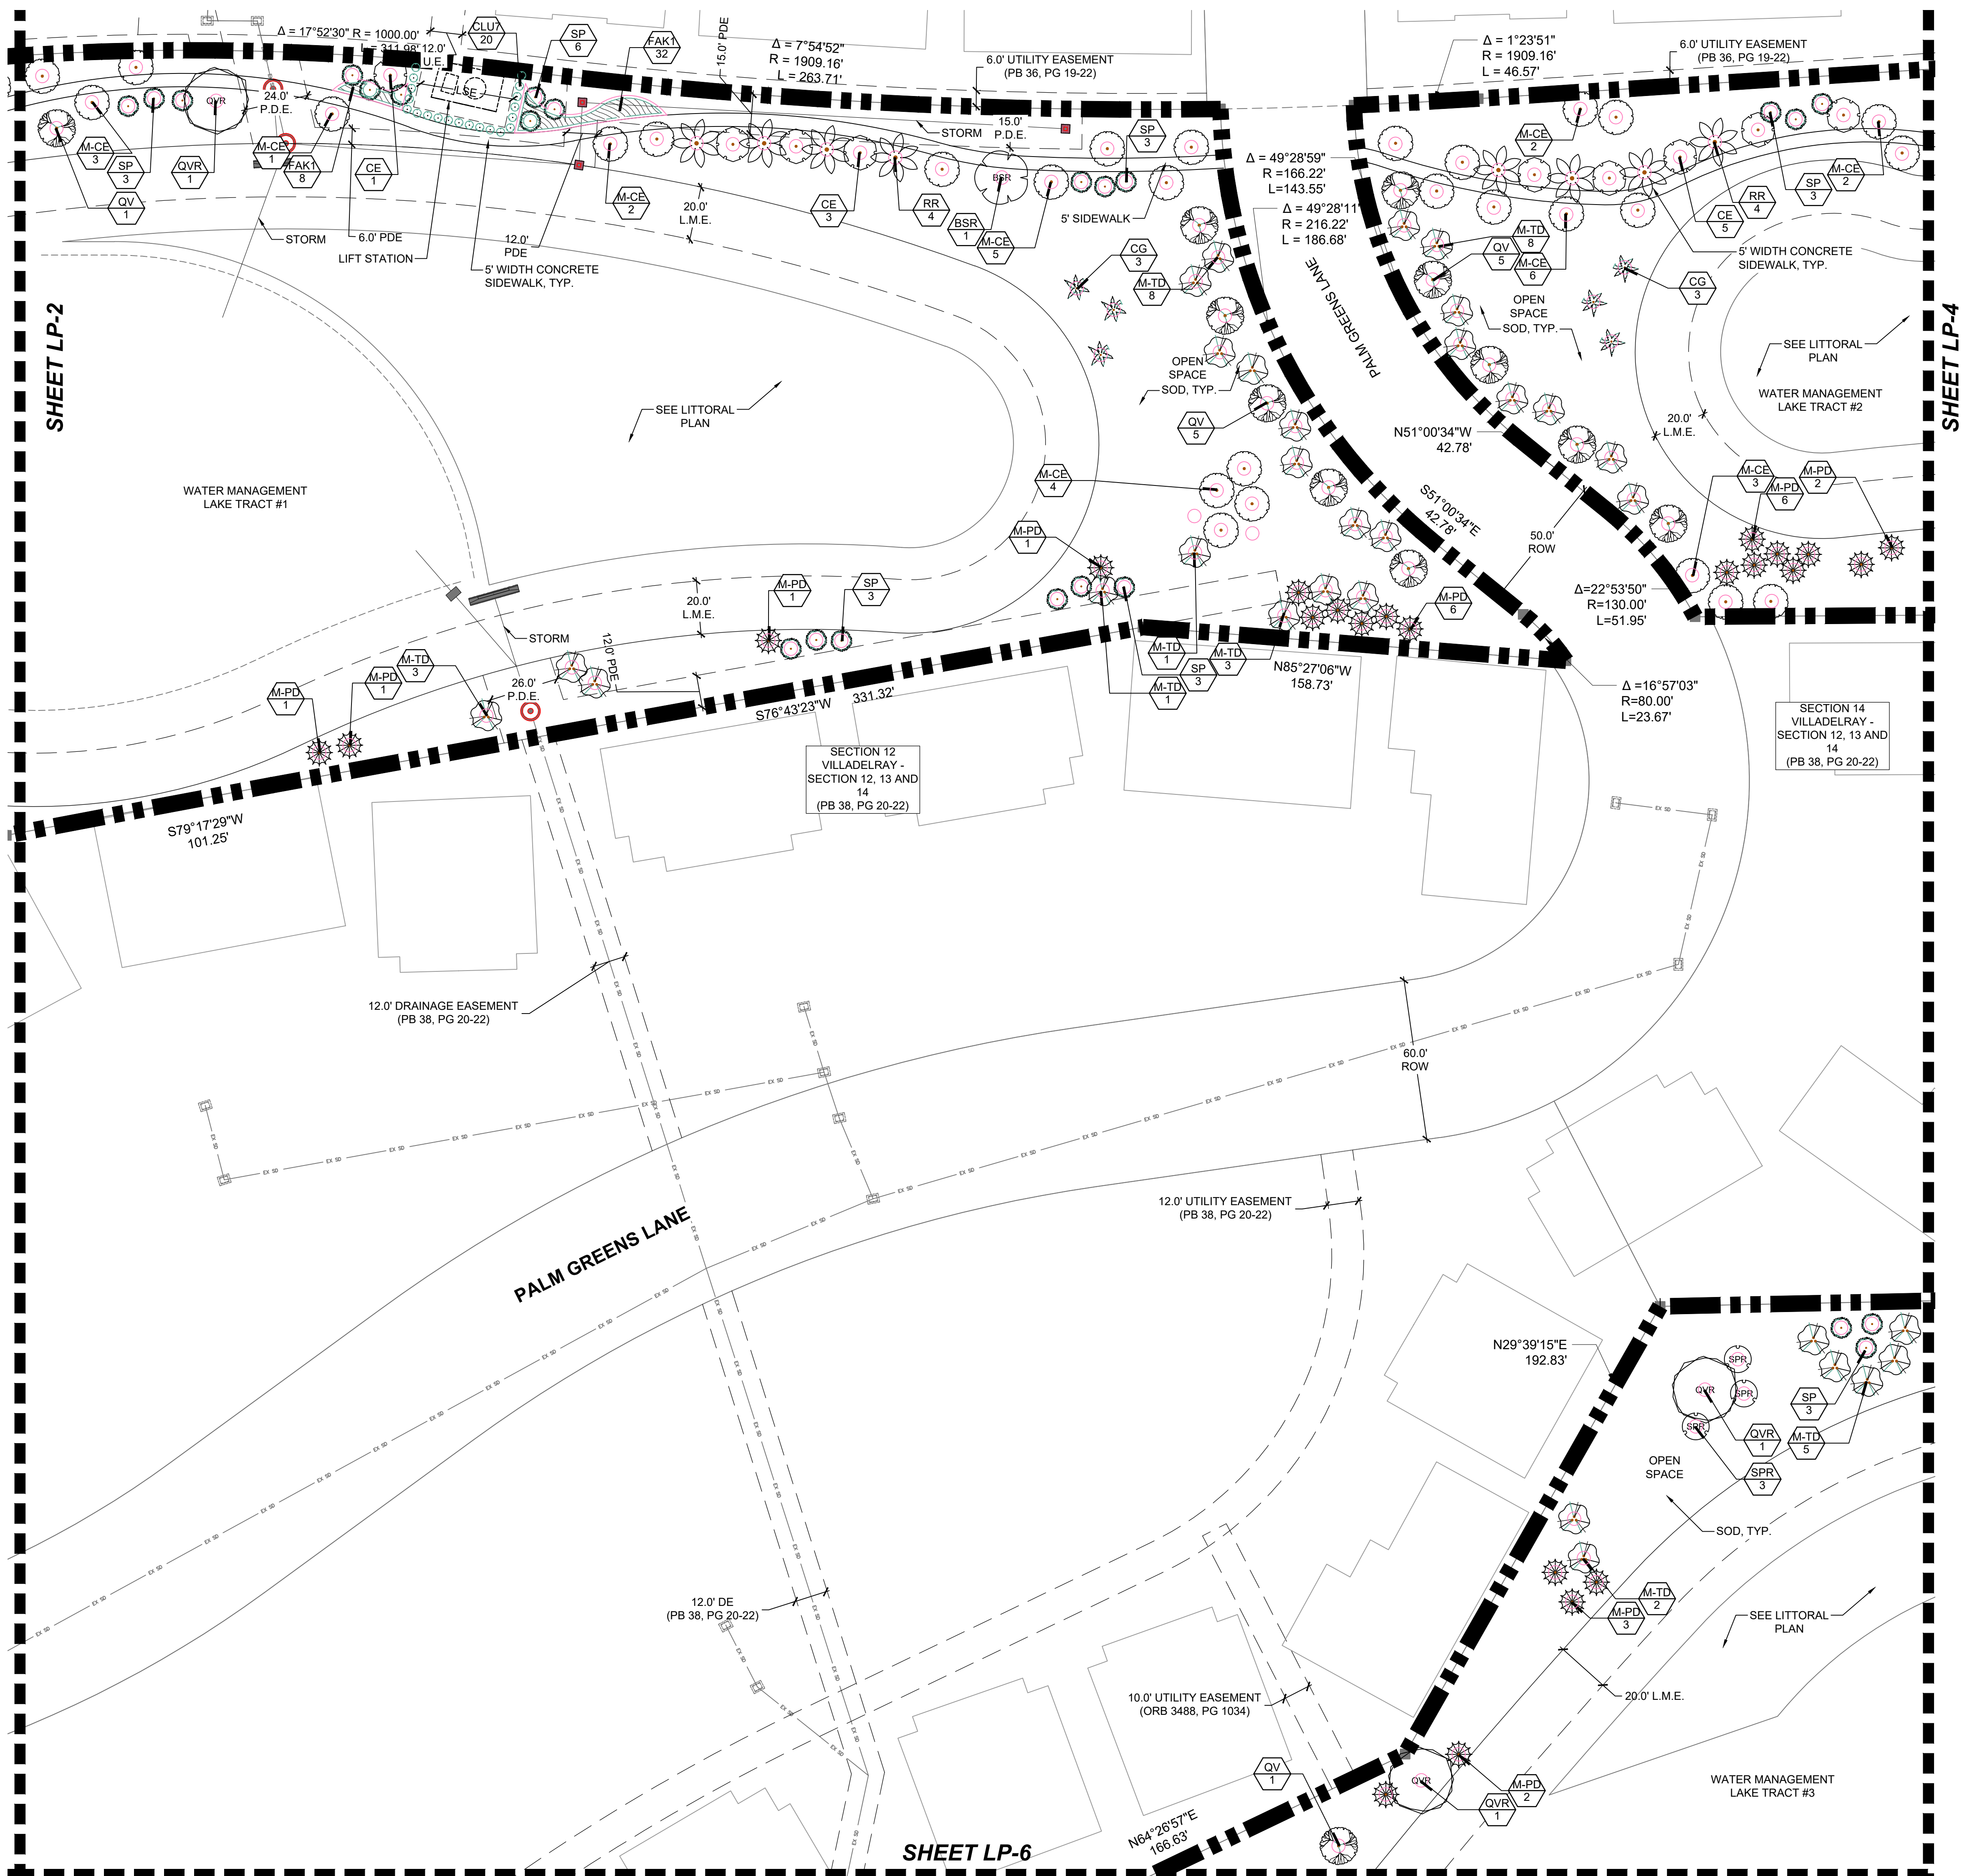 Δ = 17°52'30" R = 1000.00'
L = 311.98'
12.0'
U.E.
CLU7
20
SP
6
FAK1
32
15.0' PDE
Δ = 7°54'52"
R = 1909.16'
L = 263.71'
6.0' UTILITY EASEMENT
(PB 36, PG 19-22)
Δ = 1°23'51"
R = 1909.16'
L = 46.57'
6.0' UTILITY EASEMENT
(PB 36, PG 19-22)
24.0'
P.D.E.
QVR
LSE
STORM
15.0'
P.D.E.
SP
3
M-CE
3
SP
3
QV
1
QVR
1
M-CE
1
FAK1
8
CE
1
M-CE
2
20.0'
L.M.E.
CE
3
RR
4
BSR
BSR
1
M-CE
5
5' SIDEWALK
STORM
6.0' PDE
LIFT STATION
12.0'
PDE
5' WIDTH CONCRETE
SIDEWALK, TYP.
Δ = 49°28'59"
R =166.22'
L=143.55'
Δ = 49°28'11"
R = 216.22'
L = 186.68'
PALM GREENS LANE
M-CE
2
M-TD
8
QV
5
M-CE
6
CE
5
RR
4
SP
3
M-CE
2
5' WIDTH CONCRETE
SIDEWALK, TYP.
CG
3
M-TD
8
CG
3
OPEN
SPACE
SOD, TYP.
OPEN
SPACE
SOD, TYP.
SEE LITTORAL
PLAN
WATER MANAGEMENT
LAKE TRACT #2
20.0'
L.M.E.
SHEET LP-2
SHEET LP-4
SEE LITTORAL
PLAN
WATER MANAGEMENT
LAKE TRACT #1
QV
5
N51°00'34"W
42.78'
M-CE
4
S51°00'34"E
42.78'
50.0'
ROW
M-CE
3
M-PD
6
M-PD
2
M-PD
1
M-PD
1
SP
3
20.0'
L.M.E.
STORM
12.0' PDE
M-PD
6
Δ=22°53'50"
R=130.00'
L=51.95'
M-PD
1
M-PD
1
M-TD
3
26.0'
P.D.E.
M-TD
1
SP
3
M-TD
3
M-TD
1
N85°27'06"W
158.73'
S76°43'23"W
331.32'
Δ =16°57'03"
R=80.00'
L=23.67'
SECTION 12
VILLADELRAY -
SECTION 12, 13 AND
14
(PB 38, PG 20-22)
SECTION 14
VILLADELRAY -
SECTION 12, 13 AND
14
(PB 38, PG 20-22)
S79°17'29"W
101.25'
EX SD
12.0' DRAINAGE EASEMENT
(PB 38, PG 20-22)
60.0'
ROW
12.0' UTILITY EASEMENT
(PB 38, PG 20-22)
PALM GREENS LANE
N29°39'15"E
192.83'
SPR
QVR
SPR
SPR
SP
3
QVR
1
M-TD
5
SPR
3
OPEN
SPACE
SOD, TYP.
M-TD
2
M-PD
3
12.0' DE
(PB 38, PG 20-22)
SEE LITTORAL
PLAN
20.0' L.M.E.
10.0' UTILITY EASEMENT
(ORB 3488, PG 1034)
QV
1
QVR
M-PD
2
QVR
1
WATER MANAGEMENT
LAKE TRACT #3
N64°26'57"E
166.63'
SHEET LP-6